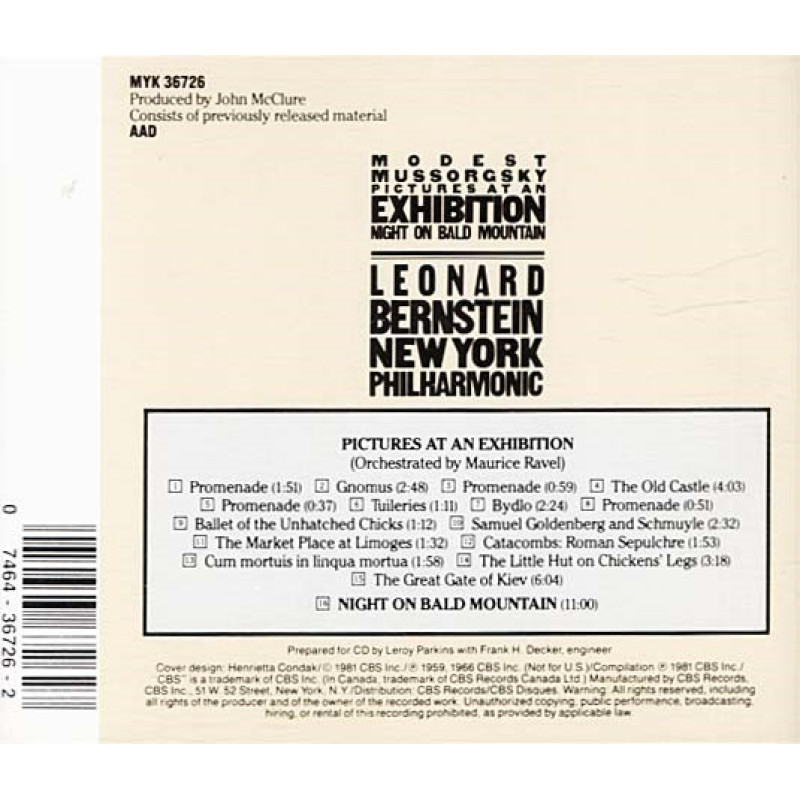 MYK 36726
Produced by John McClure
Consists of previously released material
AAD
MODEST
MUSSORGSKY
PICTURES AT AN
EXHIBITION
NIGHT ON BALD MOUNTAIN
LEONARD
BERNSTEIN
NEW YORK
PHILHARMONIC
PICTURES AT AN EXHIBITION
(Orchestrated by Maurice Ravel)
1 Promenade (1:51) 2 Gnomus (2:48) 3 Promenade (0:59) 4 The Old Castle (4:03)
5 Promenade (0:37) 6 Tuileries (1:11) 7 Bydlo (2:24) 8 Promenade (0:51)
9 Ballet of the Unhatched Chicks (1:12) 10 Samuel Goldenberg and Schmuyle (2:32)
11 The Market Place at Limoges (1:32) 12 Catacombs: Roman Sepulchre (1:53)
13 Cum mortuis in linqua mortua (1:58) 14 The Little Hut on Chickens' Legs (3:18)
15 The Great Gate of Kiev (6:04)
16 NIGHT ON BALD MOUNTAIN (11:00)
Prepared for CD by Leroy Parkins with Frank H. Decker, engineer
Cover design: Henrietta Condak/© 1981 CBS Inc./℗ 1959, 1966 CBS Inc. (Not for U.S.)/Compilation ℗ 1981 CBS Inc./
"CBS" is a trademark of CBS Inc. (In Canada, trademark of CBS Records Canada Ltd.) Manufactured by CBS Records,
CBS Inc., 51 W. 52 Street, New York, N.Y./Distribution: CBS Records/CBS Disques. Warning: All rights reserved, including
all rights of the producer and of the owner of the recorded work. Unauthorized copying, public performance, broadcasting,
hiring, or rental of this recording prohibited, as provided by applicable law.
0 7464-36726-2